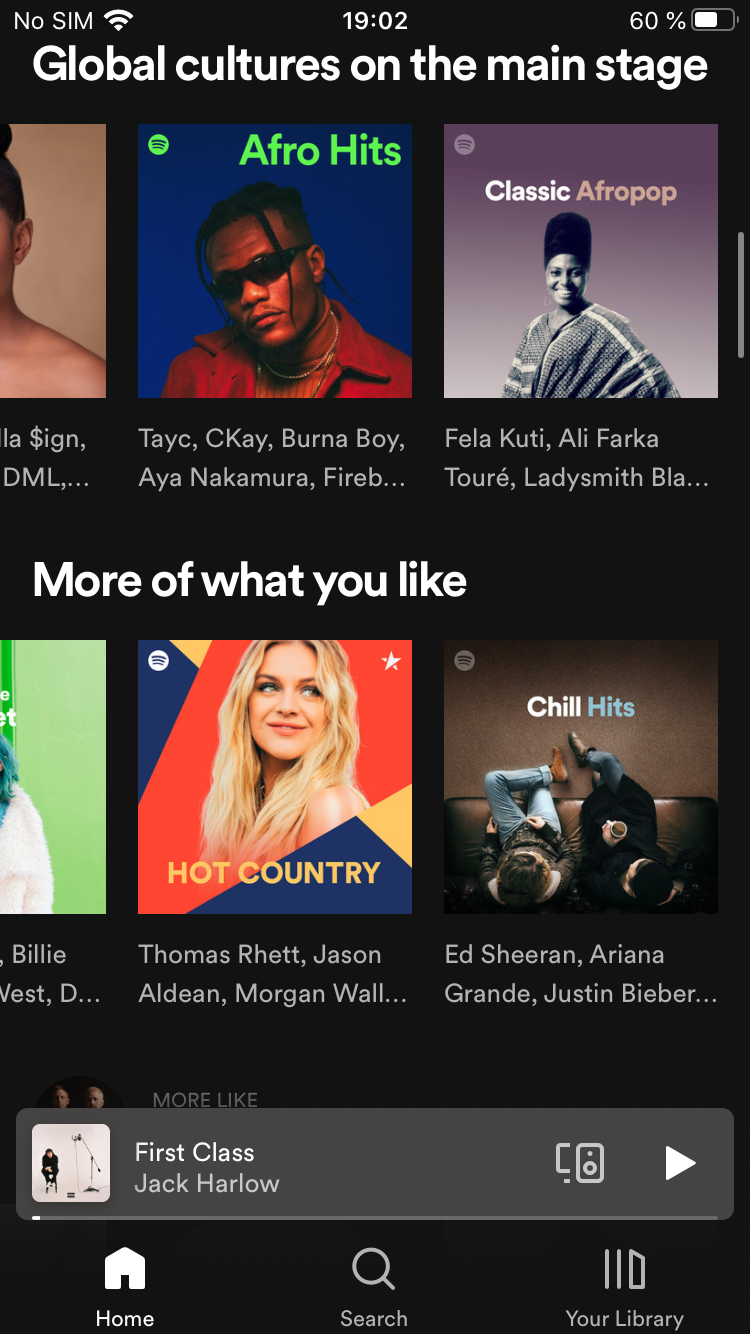 No SIM 19:02 60 %
Global cultures on the main stage
Afro Hits
Classic Afropop
lla $ign,
DML,...
Tayc, CKay, Burna Boy,
Aya Nakamura, Fireb...
Fela Kuti, Ali Farka
Touré, Ladysmith Bla...
More of what you like
HOT COUNTRY
Chill Hits
, Billie
West, D...
Thomas Rhett, Jason
Aldean, Morgan Wall...
Ed Sheeran, Ariana
Grande, Justin Bieber...
MORE LIKE
First Class
Jack Harlow
Home
Search
Your Library